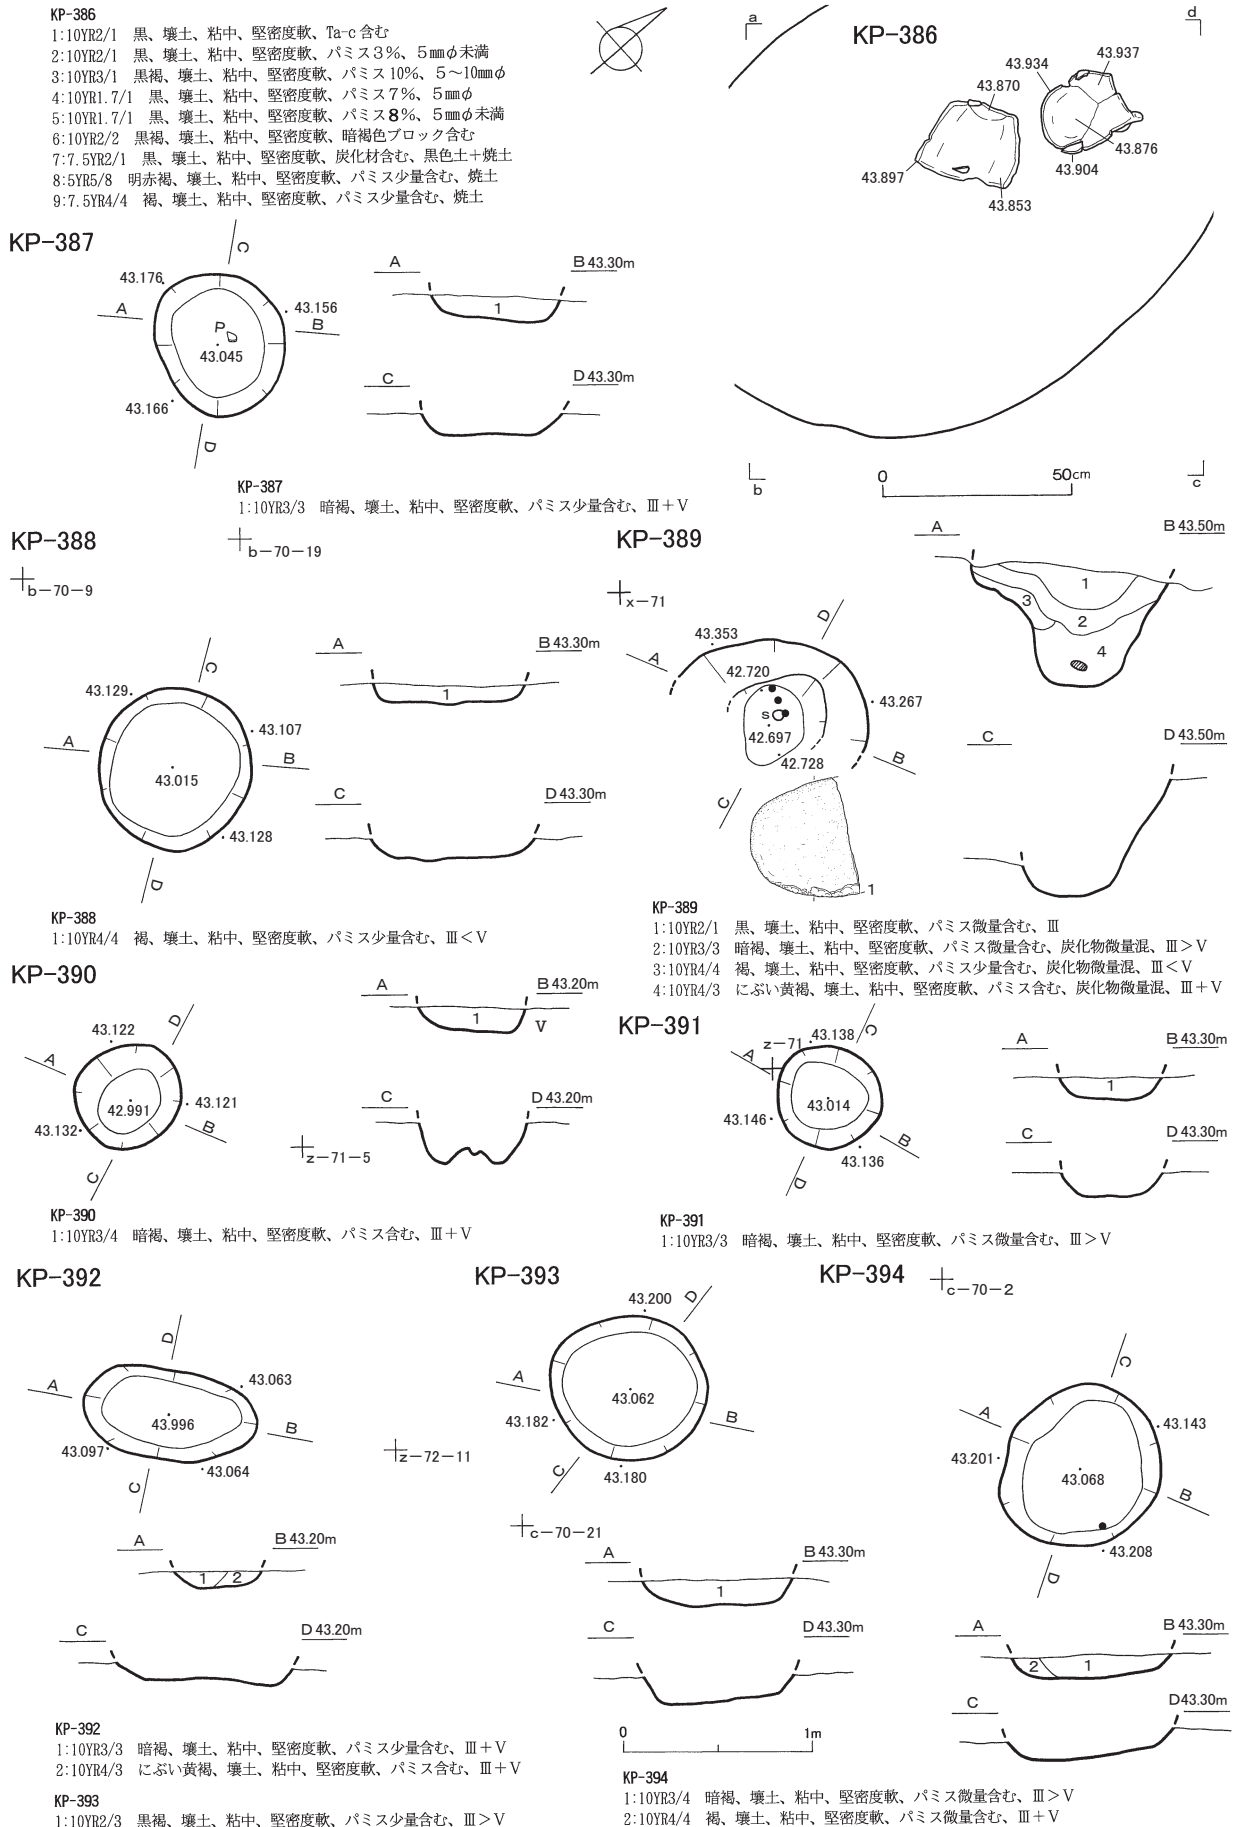 KP-386
1:10YR2/1 黒、壌土、粘中、堅密度軟、Ta-c 含む
2:10YR2/1 黒、壌土、粘中、堅密度軟、パミス3%、5㎜φ未満
3:10YR3/1 黒褐、壌土、粘中、堅密度軟、パミス10%、5～10㎜φ
4:10YR1.7/1 黒、壌土、粘中、堅密度軟、パミス7%、5㎜φ
5:10YR1.7/1 黒、壌土、粘中、堅密度軟、パミス8%、5㎜φ未満
6:10YR2/2 黒褐、壌土、粘中、堅密度軟、暗褐色ブロック含む
7:7.5YR2/1 黒、壌土、粘中、堅密度軟、炭化材含む、黒色土＋焼土
8:5YR5/8 明赤褐、壌土、粘中、堅密度軟、パミス少量含む、焼土
9:7.5YR4/4 褐、壌土、粘中、堅密度軟、パミス少量含む、焼土
a
d
KP-386
43.937
43.934
43.870
43.876
43.904
43.897
43.853
b
c
0 50cm
KP-387
C
43.176
A
43.156
B
P
43.045
43.166
D
A B 43.30m
1
C D 43.30m
KP-387
1:10YR3/3 暗褐、壌土、粘中、堅密度軟、パミス少量含む、Ⅲ＋Ⅴ
KP-388
b-70-19
b-70-9
C
43.129
43.107
A
B
43.015
43.128
D
A B 43.30m
1
C D 43.30m
KP-388
1:10YR4/4 褐、壌土、粘中、堅密度軟、パミス少量含む、Ⅲ＜Ⅴ
KP-389
x-71
D
43.353
A
42.720
43.267
s
42.697
42.728
B
C
1
A B 43.50m
1
3
2
4
C D 43.50m
KP-389
1:10YR2/1 黒、壌土、粘中、堅密度軟、パミス微量含む、Ⅲ
2:10YR3/3 暗褐、壌土、粘中、堅密度軟、パミス微量含む、炭化物微量混、Ⅲ＞Ⅴ
3:10YR4/4 褐、壌土、粘中、堅密度軟、パミス少量含む、炭化物微量混、Ⅲ＜Ⅴ
4:10YR4/3 にぶい黄褐、壌土、粘中、堅密度軟、パミス含む、炭化物微量混、Ⅲ＋Ⅴ
KP-390
D
43.122
A
42.991
43.121
43.132
B
C
z-71-5
A B 43.20m
1
V
C D 43.20m
KP-390
1:10YR3/4 暗褐、壌土、粘中、堅密度軟、パミス含む、Ⅲ＋Ⅴ
KP-391
z-71
43.138
C
A
43.014
43.146
B
43.136
D
A B 43.30m
1
C D 43.30m
KP-391
1:10YR3/3 暗褐、壌土、粘中、堅密度軟、パミス微量含む、Ⅲ＞Ⅴ
KP-392
D
A
43.063
43.996
B
43.097
43.064
C
z-72-11
A B 43.20m
1 2
C D 43.20m
KP-392
1:10YR3/3 暗褐、壌土、粘中、堅密度軟、パミス少量含む、Ⅲ＋Ⅴ
2:10YR4/3 にぶい黄褐、壌土、粘中、堅密度軟、パミス含む、Ⅲ＋Ⅴ
KP-393
1:10YR2/3 黒褐、壌土、粘中、堅密度軟、パミス少量含む、Ⅲ＞Ⅴ
KP-393
43.200
D
A
43.062
43.182
B
C
43.180
c-70-21
A B 43.30m
1
C D 43.30m
0 1m
KP-394
c-70-2
C
A
43.143
43.201
43.068
B
43.208
D
A B 43.30m
2 1
C D 43.30m
KP-394
1:10YR3/4 暗褐、壌土、粘中、堅密度軟、パミス微量含む、Ⅲ＞Ⅴ
2:10YR4/4 褐、壌土、粘中、堅密度軟、パミス微量含む、Ⅲ＋Ⅴ